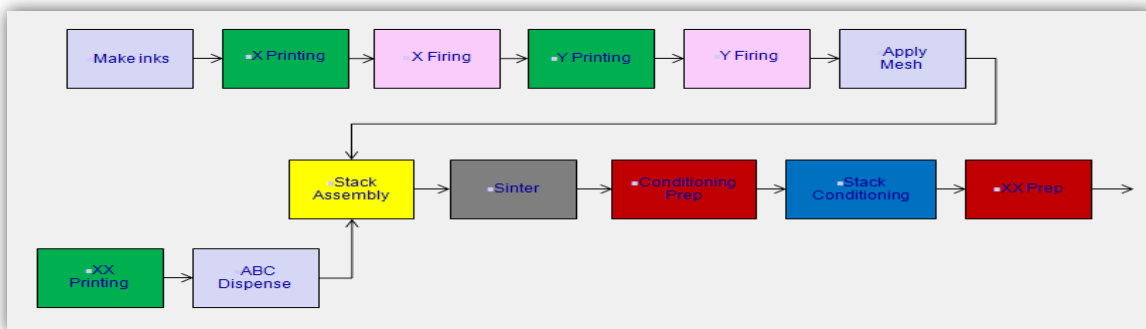 Make inks
X Printing
X Firing
Y Printing
Y Firing
Apply
Mesh
Stack
Assembly
Sinter
Conditioning
Prep
Stack
Conditioning
XX Prep
XX
Printing
ABC
Dispense